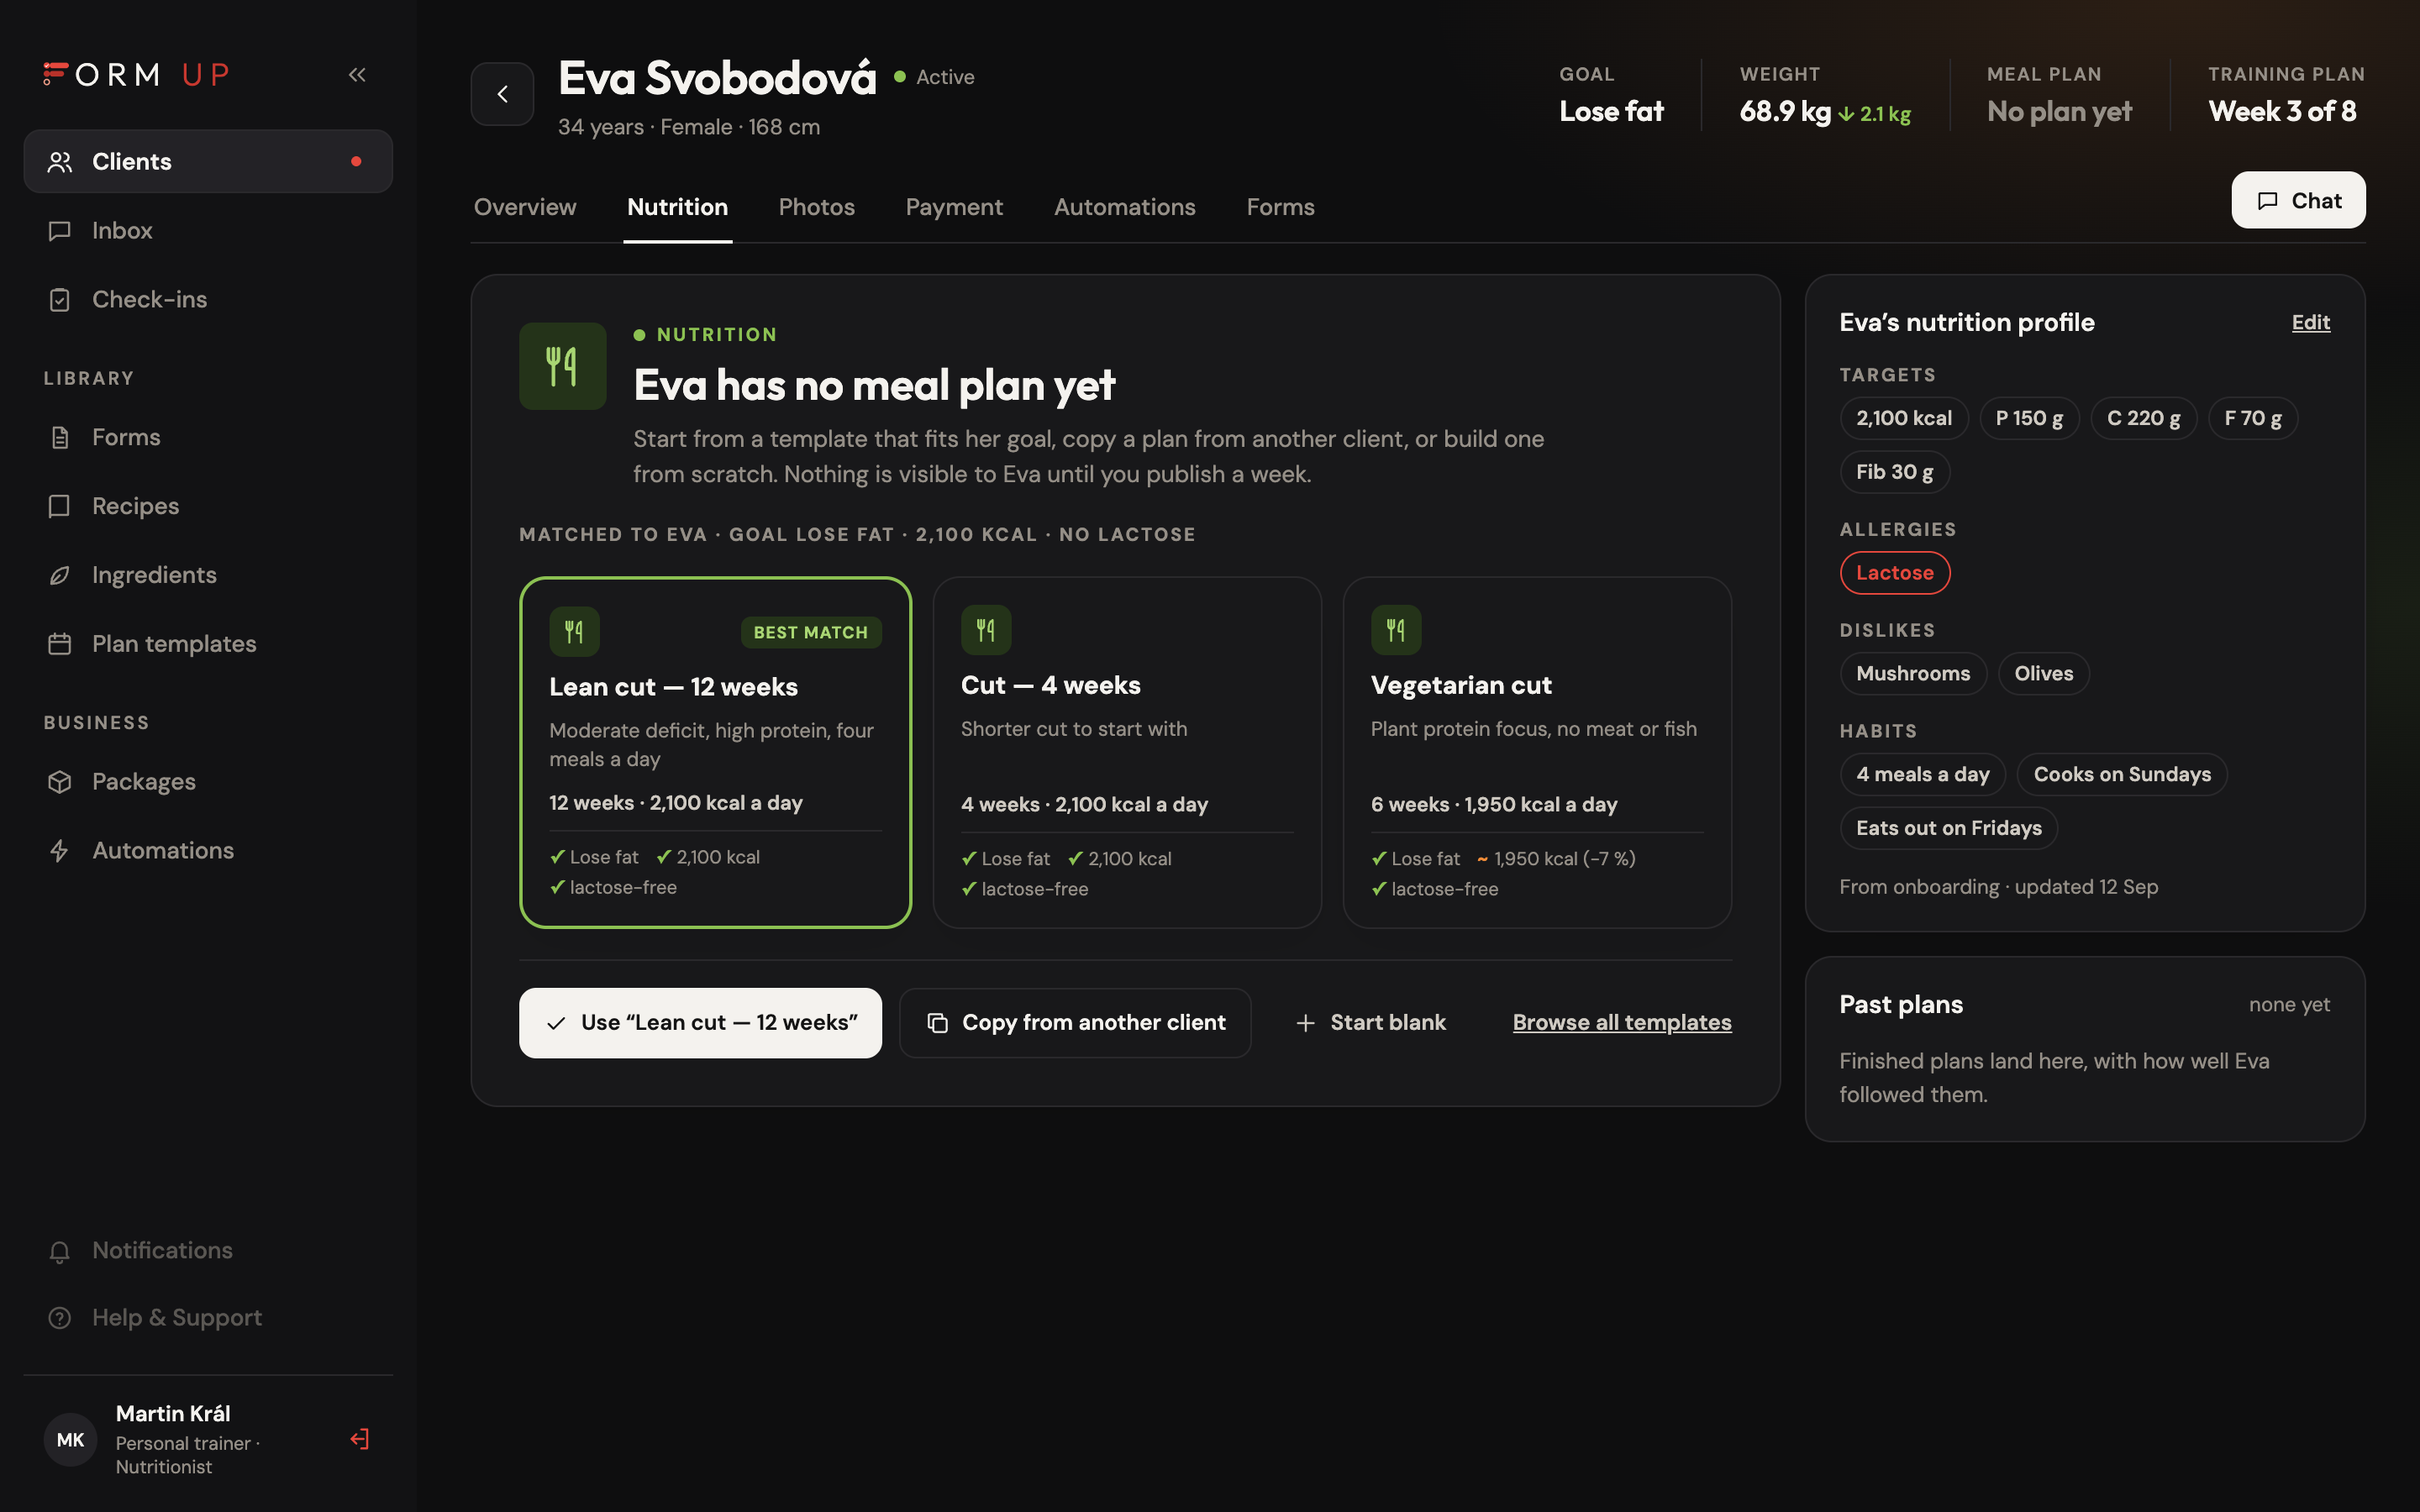 FORM UP
Clients
Inbox
Check-ins
LIBRARY
Forms
Recipes
Ingredients
Plan templates
BUSINESS
Packages
Automations
Notifications
Help & Support
MK
Martin Král
Personal trainer ·
Nutritionist
Eva Svobodová
Active
34 years · Female · 168 cm
GOAL
Lose fat
WEIGHT
68.9 kg ↓ 2.1 kg
MEAL PLAN
No plan yet
TRAINING PLAN
Week 3 of 8
Overview
Nutrition
Photos
Payment
Automations
Forms
Chat
NUTRITION
Eva has no meal plan yet
Start from a template that fits her goal, copy a plan from another client, or build one
from scratch. Nothing is visible to Eva until you publish a week.
MATCHED TO EVA · GOAL LOSE FAT · 2,100 KCAL · NO LACTOSE
BEST MATCH
Lean cut — 12 weeks
Moderate deficit, high protein, four
meals a day
12 weeks · 2,100 kcal a day
✓ Lose fat ✓ 2,100 kcal
✓ lactose-free
Cut — 4 weeks
Shorter cut to start with
4 weeks · 2,100 kcal a day
✓ Lose fat ✓ 2,100 kcal
✓ lactose-free
Vegetarian cut
Plant protein focus, no meat or fish
6 weeks · 1,950 kcal a day
✓ Lose fat ~ 1,950 kcal (−7 %)
✓ lactose-free
Use “Lean cut — 12 weeks”
Copy from another client
Start blank
Browse all templates
Eva’s nutrition profile
Edit
TARGETS
2,100 kcal
P 150 g
C 220 g
F 70 g
Fib 30 g
ALLERGIES
Lactose
DISLIKES
Mushrooms
Olives
HABITS
4 meals a day
Cooks on Sundays
Eats out on Fridays
From onboarding · updated 12 Sep
Past plans
none yet
Finished plans land here, with how well Eva
followed them.